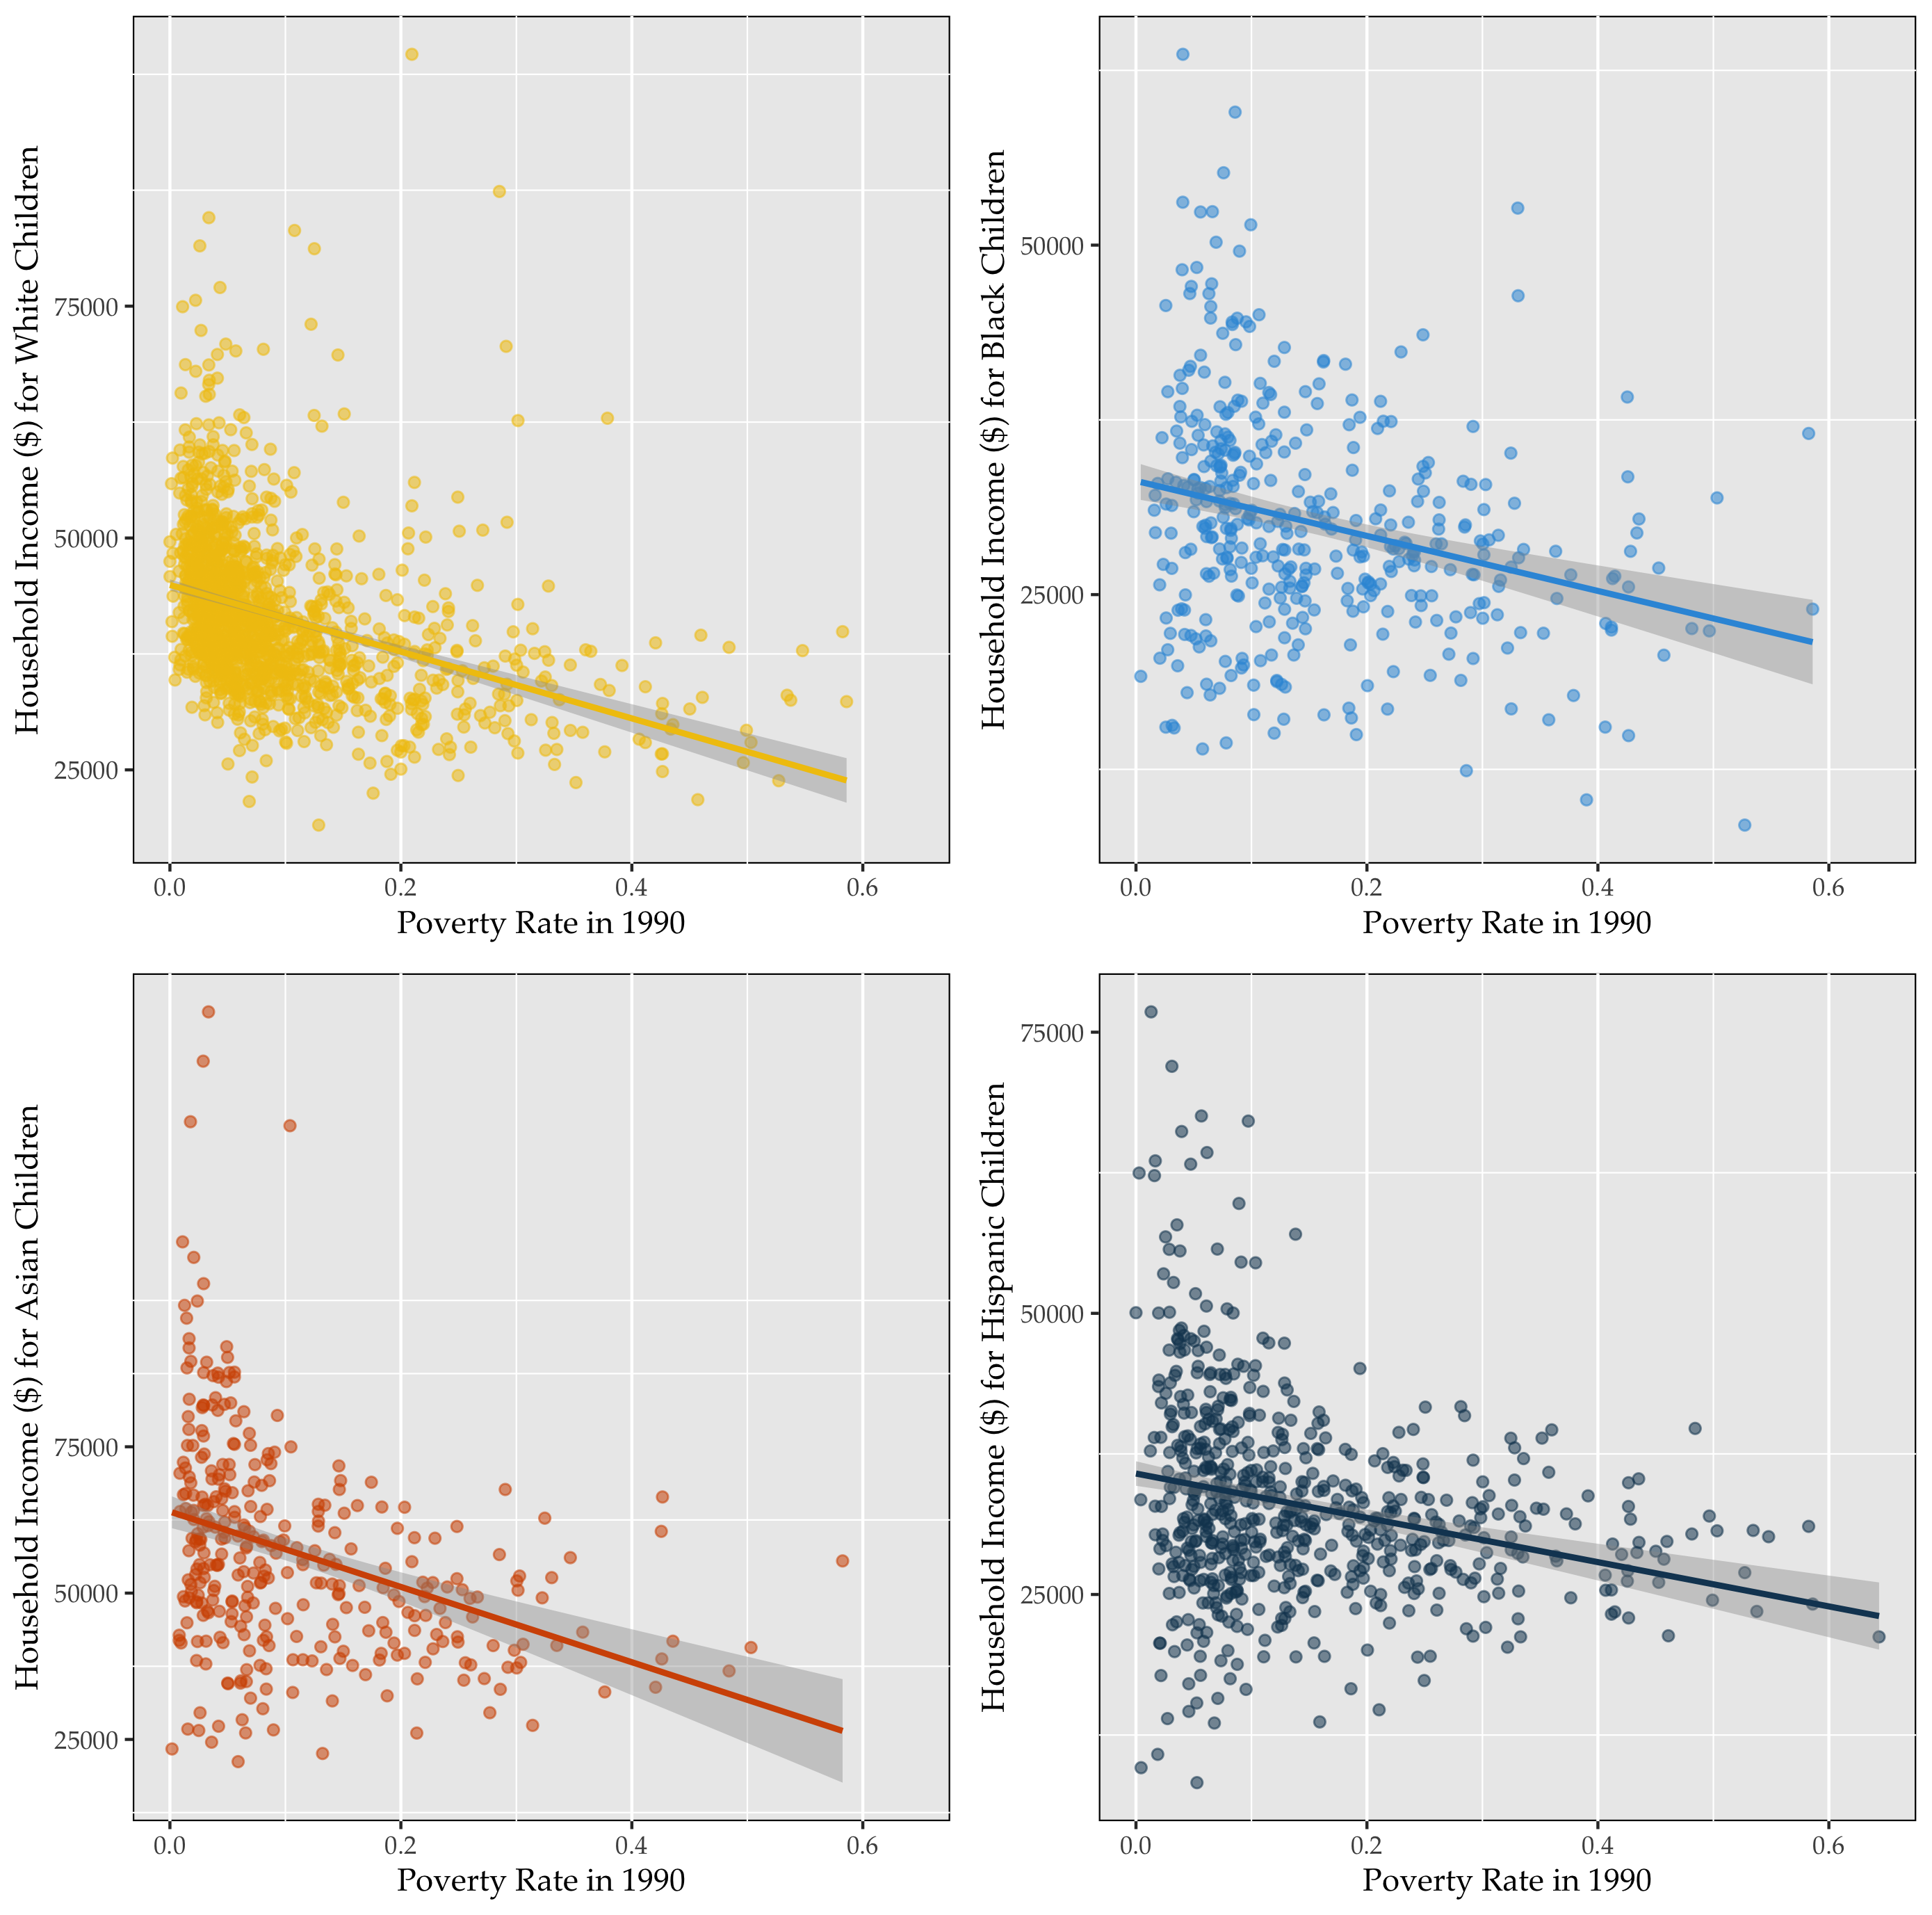 Household Income ($) for White Children
75000
50000
25000
0.0 0.2 0.4 0.6
Poverty Rate in 1990
Household Income ($) for Black Children
50000
25000
0.0 0.2 0.4 0.6
Poverty Rate in 1990
Household Income ($) for Asian Children
75000
50000
25000
0.0 0.2 0.4 0.6
Poverty Rate in 1990
Household Income ($) for Hispanic Children
75000
50000
25000
0.0 0.2 0.4 0.6
Poverty Rate in 1990